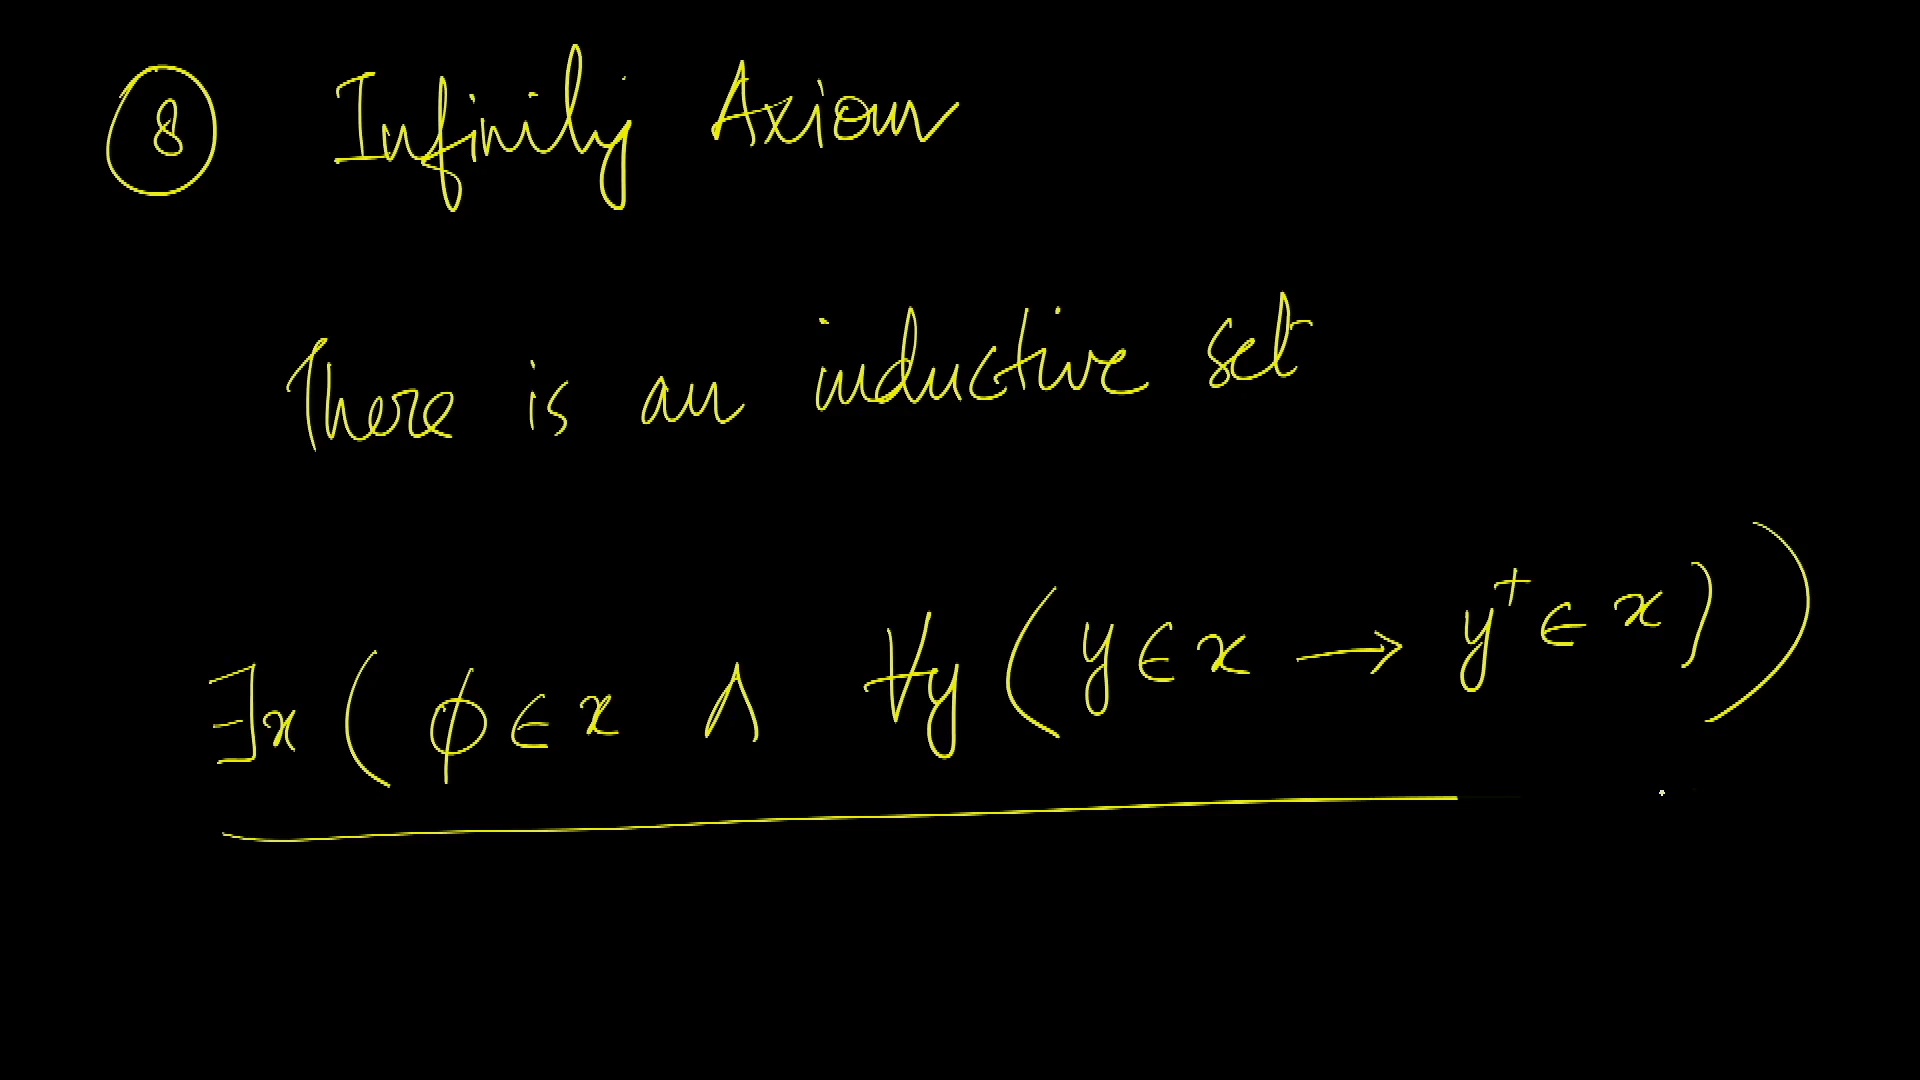 8 Infinity Axiom
There is an inductive set
∃x ( ϕ ∈ x ∧ ∀y ( y ∈ x → y⁺ ∈ x ) )